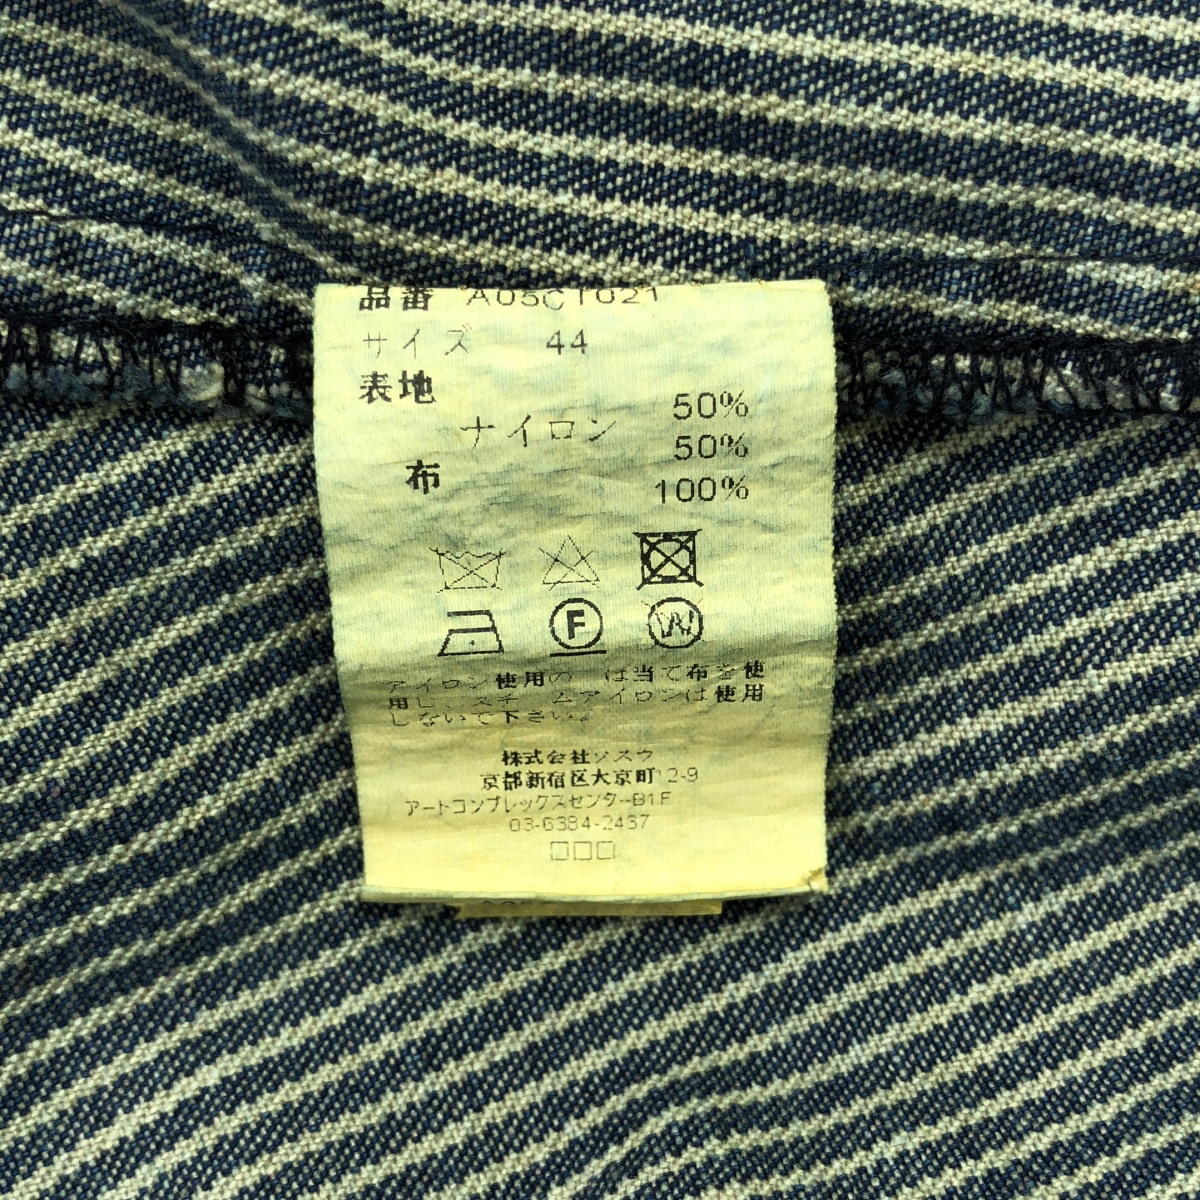 品番 A05CT021
サイズ 44
表地
50%
ナイロン 50%
布 100%
F
W
アイロン使用の は当て布を使
用し、スチ ムアイロンは使用
しないで下さい。
株式会社ソスウ
京都新宿区大京町12-9
アートコンプレックスセンターB1F
03-6384-2437
□□□